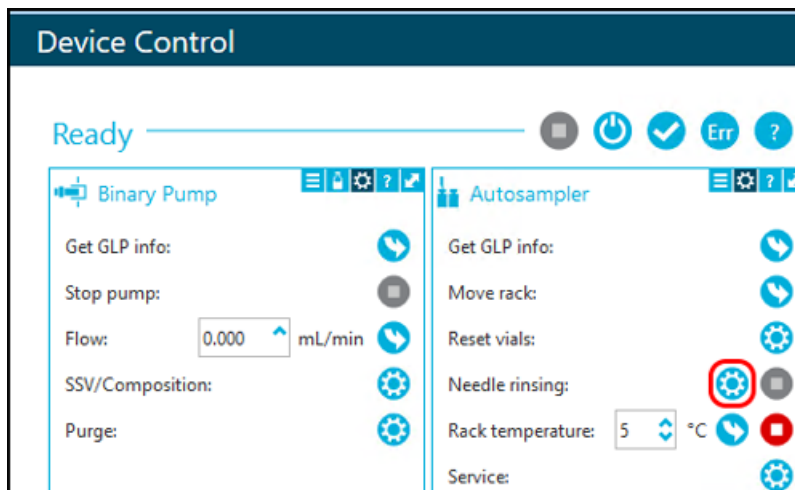 Device Control
Ready
Err ?
Binary Pump
?
Get GLP info:
Stop pump:
Flow: 0.000 mL/min
SSV/Composition:
Purge:
Autosampler
?
Get GLP info:
Move rack:
Reset vials:
Needle rinsing:
Rack temperature: 5 °C
Service: